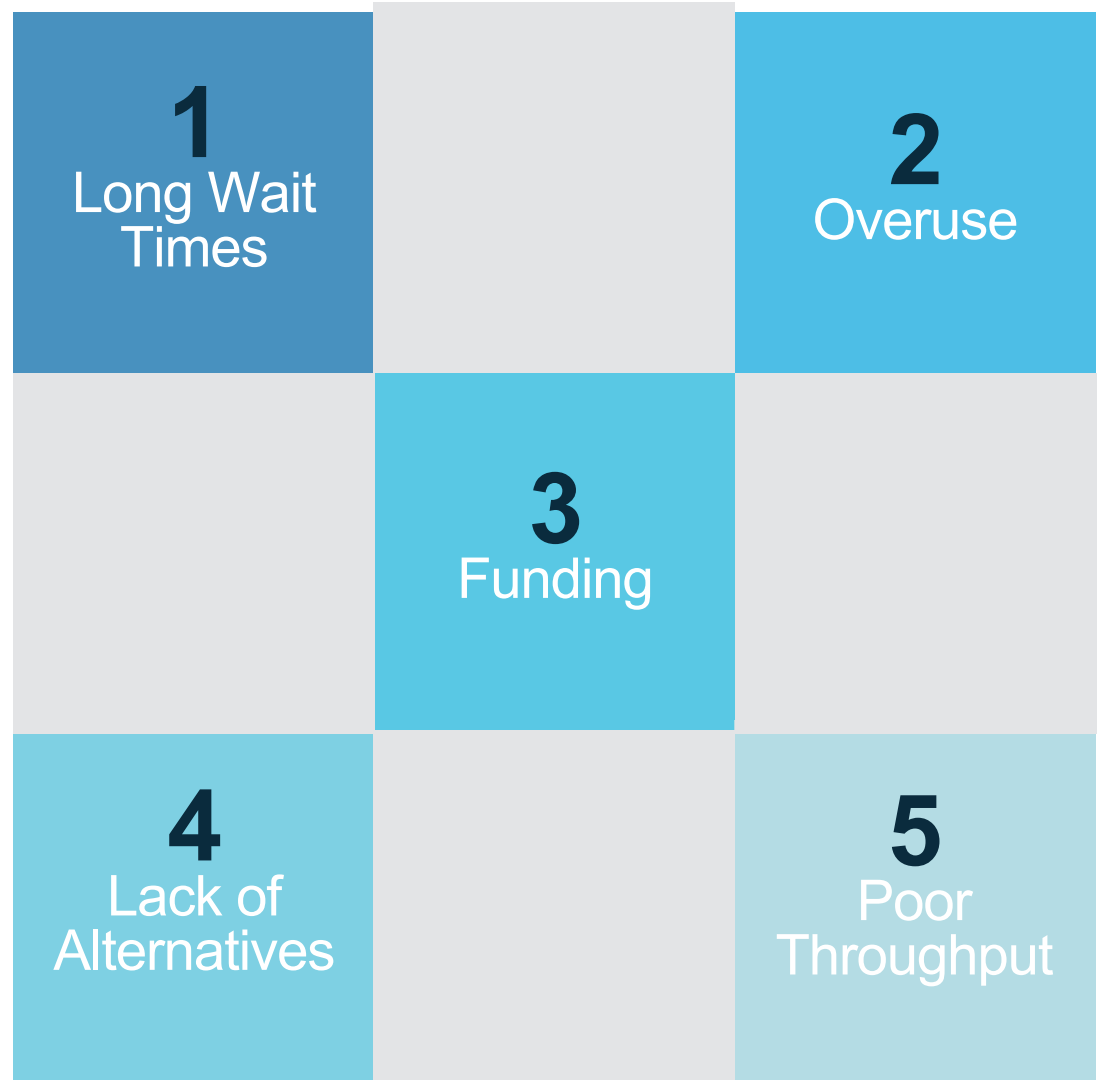 1
Long Wait
Times
2
Overuse
3
Funding
4
Lack of
Alternatives
5
Poor
Throughput